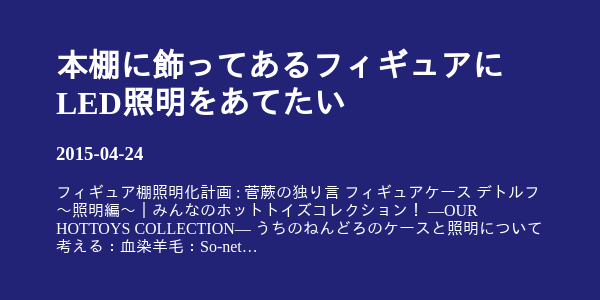 本棚に飾ってあるフィギュアに
LED照明をあてたい
2015-04-24
フィギュア棚照明化計画 : 菅蕨の独り言 フィギュアケース デトルフ
〜照明編〜｜みんなのホットトイズコレクション！ —OUR
HOTTOYS COLLECTION— うちのねんどろのケースと照明について
考える：血染羊毛：So-net…